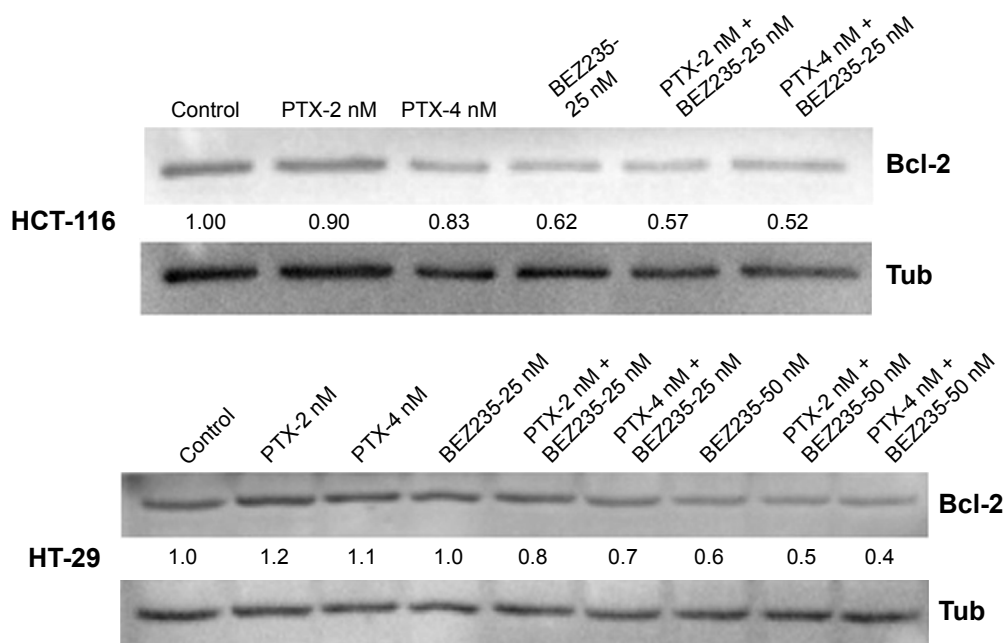 Control
PTX-2 nM
PTX-4 nM
BEZ235-
25 nM
PTX-2 nM +
BEZ235-25 nM
PTX-4 nM +
BEZ235-25 nM
Bcl-2
HCT-116
1.00 0.90 0.83 0.62 0.57 0.52
Tub
Control
PTX-2 nM
PTX-4 nM
BEZ235-25 nM
PTX-2 nM +
BEZ235-25 nM
PTX-4 nM +
BEZ235-25 nM
BEZ235-50 nM
PTX-2 nM +
BEZ235-50 nM
PTX-4 nM +
BEZ235-50 nM
Bcl-2
HT-29
1.0 1.2 1.1 1.0 0.8 0.7 0.6 0.5 0.4
Tub